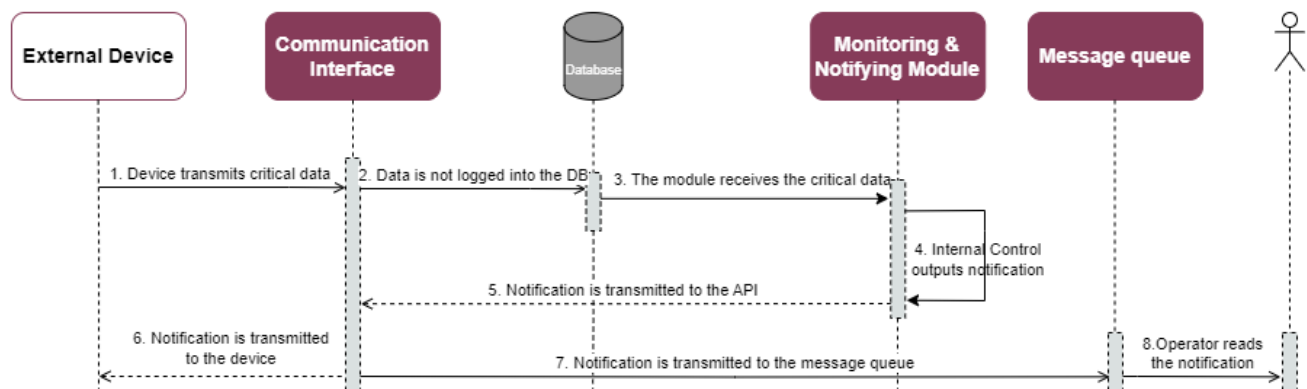 External Device
Communication
Interface
Database
Monitoring &
Notifying Module
Message queue
1. Device transmits critical data
2. Data is not logged into the DB
3. The module receives the critical data
4. Internal Control
outputs notification
5. Notification is transmitted to the API
6. Notification is transmitted
to the device
7. Notification is transmitted to the message queue
8.Operator reads
the notification